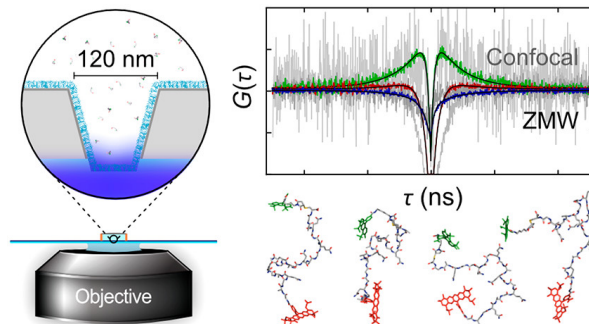 120 nm
Objective
G(τ)
Confocal
ZMW
τ (ns)